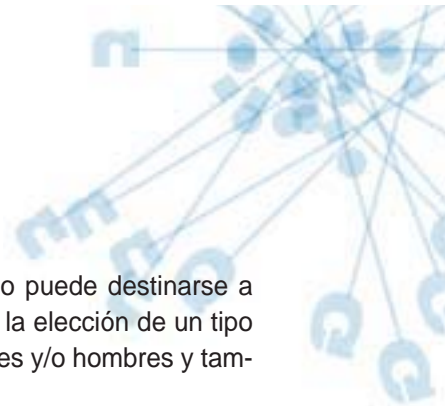 o puede destinarse a
la elección de un tipo
es y/o hombres y tam-